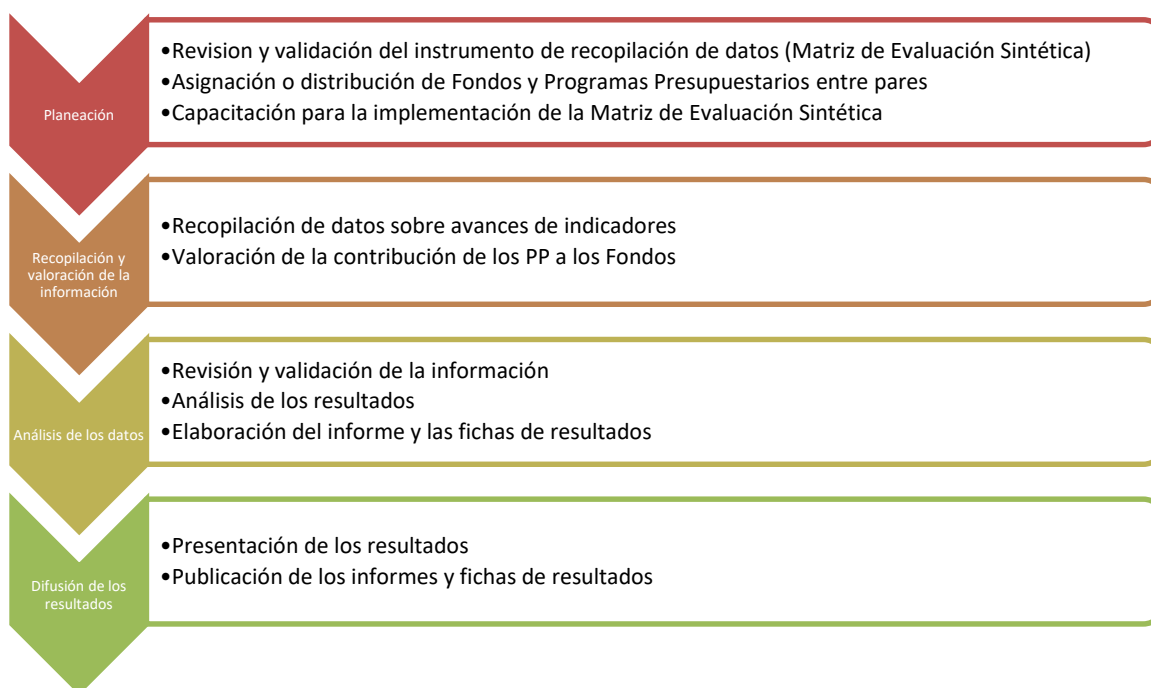 Planeación
•Revision y validación del instrumento de recopilación de datos (Matriz de Evaluación Sintética)
•Asignación o distribución de Fondos y Programas Presupuestarios entre pares
•Capacitación para la implementación de la Matriz de Evaluación Sintética
Recopilación y
valoración de la
información
•Recopilación de datos sobre avances de indicadores
•Valoración de la contribución de los PP a los Fondos
Análisis de los datos
•Revisión y validación de la información
•Análisis de los resultados
•Elaboración del informe y las fichas de resultados
Difusión de los
resultados
•Presentación de los resultados
•Publicación de los informes y fichas de resultados